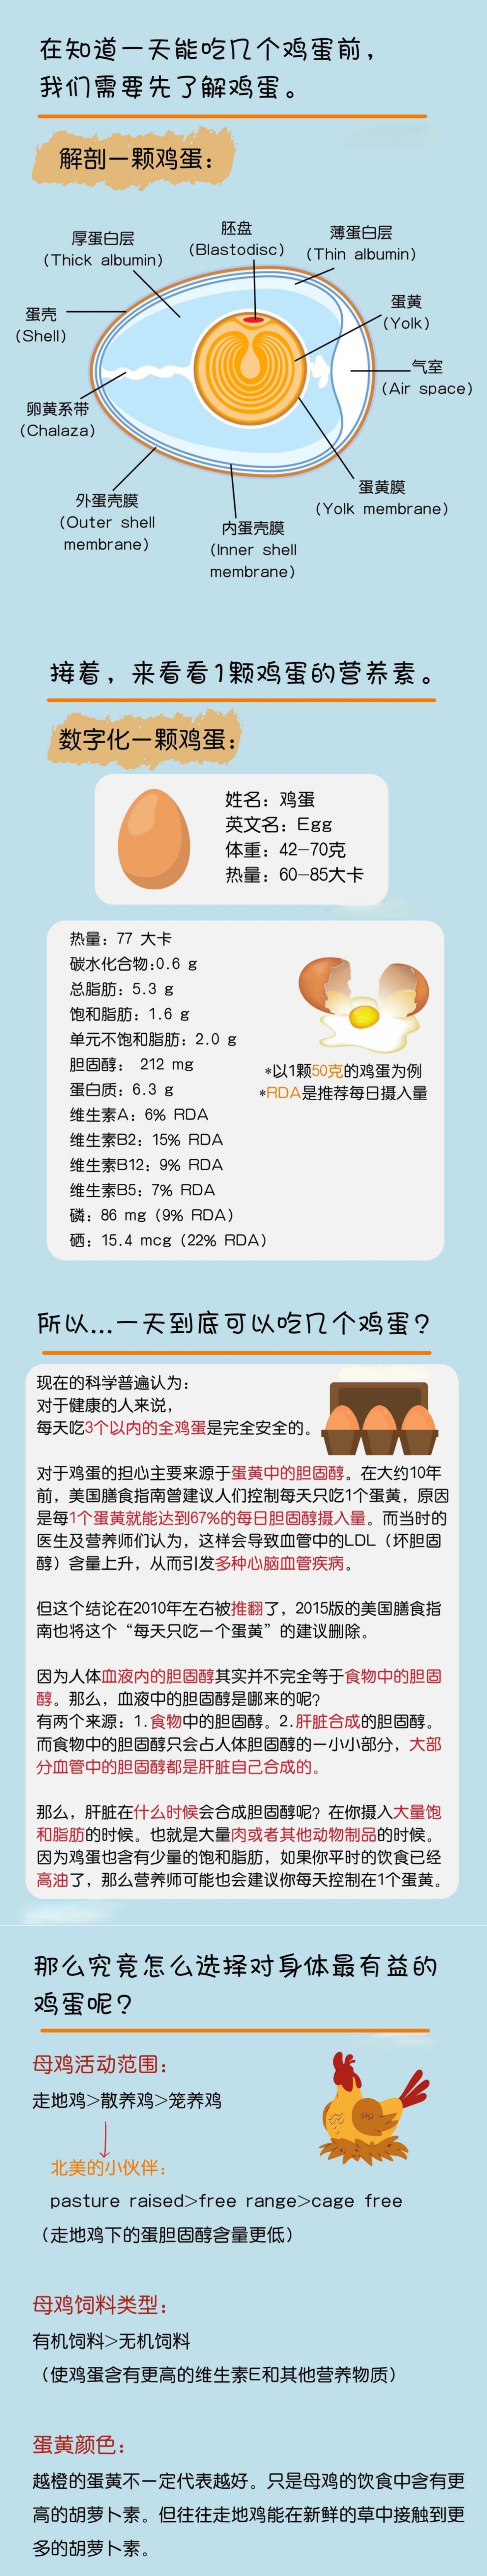 在知道一天能吃几个鸡蛋前，
我们需要先了解鸡蛋。
解剖一颗鸡蛋：
胚盘
(Blastodisc)
厚蛋白层
(Thick albumin)
薄蛋白层
(Thin albumin)
蛋壳
(Shell)
蛋黄
(Yolk)
气室
(Air space)
卵黄系带
(Chalaza)
蛋黄膜
(Yolk membrane)
外蛋壳膜
(Outer shell
membrane)
内蛋壳膜
(Inner shell
membrane)
接着，来看看1颗鸡蛋的营养素。
数字化一颗鸡蛋：
姓名：鸡蛋
英文名：Egg
体重：42-70克
热量：60-85大卡
热量：77 大卡
碳水化合物:0.6 g
总脂肪：5.3 g
饱和脂肪：1.6 g
单元不饱和脂肪：2.0 g
胆固醇： 212 mg
蛋白质：6.3 g
维生素A：6% RDA
维生素B2：15% RDA
维生素B12：9% RDA
维生素B5：7% RDA
磷：86 mg (9% RDA)
硒：15.4 mcg (22% RDA)
*以1颗50克的鸡蛋为例
*RDA是推荐每日摄入量
所以...一天到底可以吃几个鸡蛋？
现在的科学普遍认为：
对于健康的人来说，
每天吃3个以内的全鸡蛋是完全安全的。
对于鸡蛋的担心主要来源于蛋黄中的胆固醇。在大约10年
前，美国膳食指南曾建议人们控制每天只吃1个蛋黄，原因
是每1个蛋黄就能达到67%的每日胆固醇摄入量。而当时的
医生及营养师们认为，这样会导致血管中的LDL（坏胆固
醇）含量上升，从而引发多种心脑血管疾病。
但这个结论在2010年左右被推翻了，2015版的美国膳食指
南也将这个“每天只吃一个蛋黄”的建议删除。
因为人体血液内的胆固醇其实并不完全等于食物中的胆固
醇。那么，血液中的胆固醇是哪来的呢？
有两个来源：1.食物中的胆固醇。2.肝脏合成的胆固醇。
而食物中的胆固醇只会占人体胆固醇的一小小部分，大部
分血管中的胆固醇都是肝脏自己合成的。
那么，肝脏在什么时候会合成胆固醇呢？在你摄入大量饱
和脂肪的时候。也就是大量肉或者其他动物制品的时候。
因为鸡蛋也含有少量的饱和脂肪，如果你平时的饮食已经
高油了，那么营养师可能也会建议你每天控制在1个蛋黄。
那么究竟怎么选择对身体最有益的
鸡蛋呢？
母鸡活动范围：
走地鸡>散养鸡>笼养鸡
北美的小伙伴：
pasture raised>free range>cage free
（走地鸡下的蛋胆固醇含量更低）
母鸡饲料类型：
有机饲料>无机饲料
（使鸡蛋含有更高的维生素E和其他营养物质）
蛋黄颜色：
越橙的蛋黄不一定代表越好。只是母鸡的饮食中含有更
高的胡萝卜素。但往往走地鸡能在新鲜的草中接触到更
多的胡萝卜素。